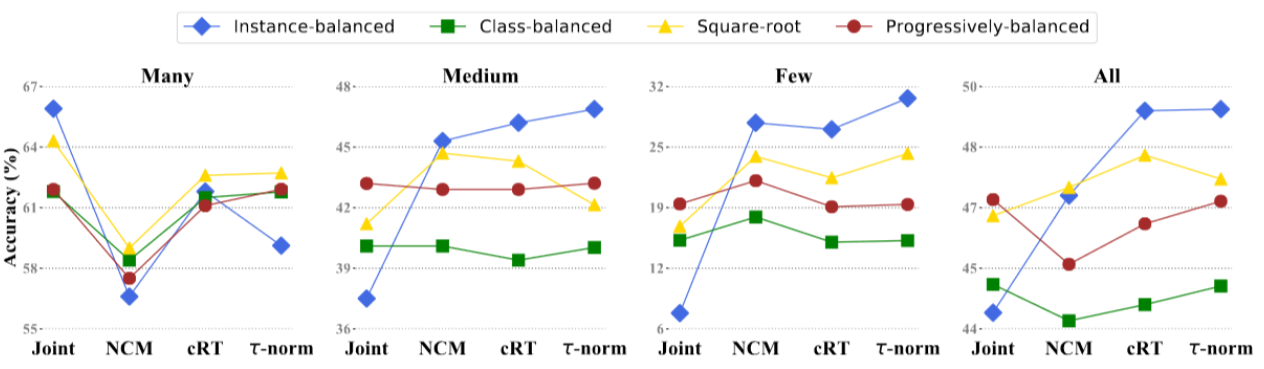 Instance-balanced Class-balanced Square-root Progressively-balanced
Many Medium Few All
Accuracy (%)
67 48 32 50
64 45 25 48
61 42 19 47
58 39 12 45
55 36 6 44
Joint NCM cRT τ-norm Joint NCM cRT τ-norm Joint NCM cRT τ-norm Joint NCM cRT τ-norm